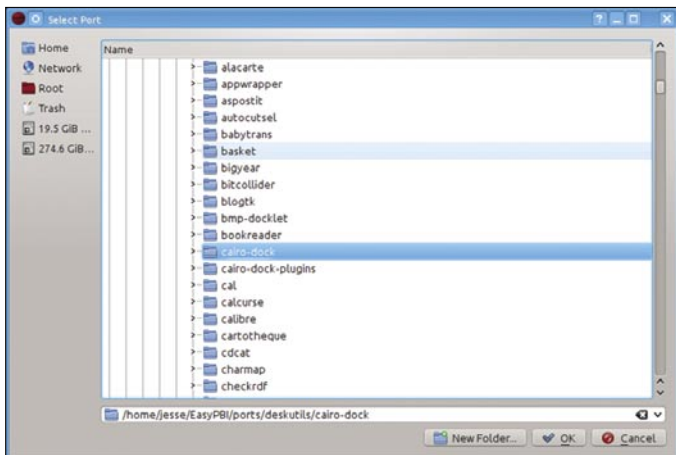 Select Port
Home
Network
Root
Trash
19.5 GiB ...
274.6 GiB...
Name
alacarte
appwrapper
aspostit
autocutsel
babytrans
basket
bigyear
bitcollider
blogtk
bmp-docklet
bookreader
cairo-dock
cairo-dock-plugins
cal
calcurse
calibre
cartotheque
cdcat
charmap
checkrdf
/home/jesse/EasyPBI/ports/deskutils/cairo-dock
New Folder... OK Cancel